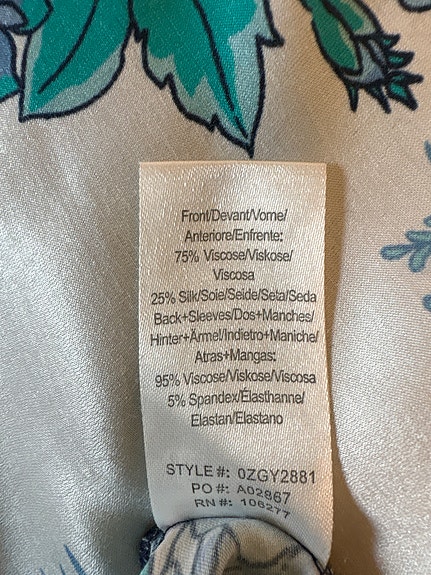 Front/Devant/Vorne/
Anteriore/Enfrente:
75% Viscose/Viskose/
Viscosa
25% Silk/Soie/Seide/Seta/Seda
Back+Sleeves/Dos+Manches/
Hinter+Ärmel/Indietro+Maniche/
Atras+Mangas:
95% Viscose/Viskose/Viscosa
5% Spandex/Élasthanne/
Elastan/Elastano
STYLE#: 0ZGY2881
PO#: A02867
RN#: 106277